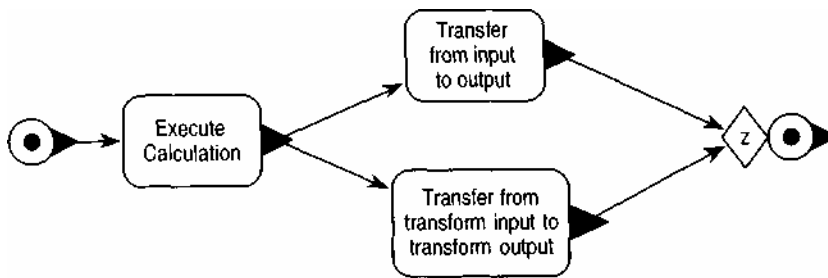 Transfer
from input
to output
Execute
Calculation
z
Transfer from
transform input to
transform output